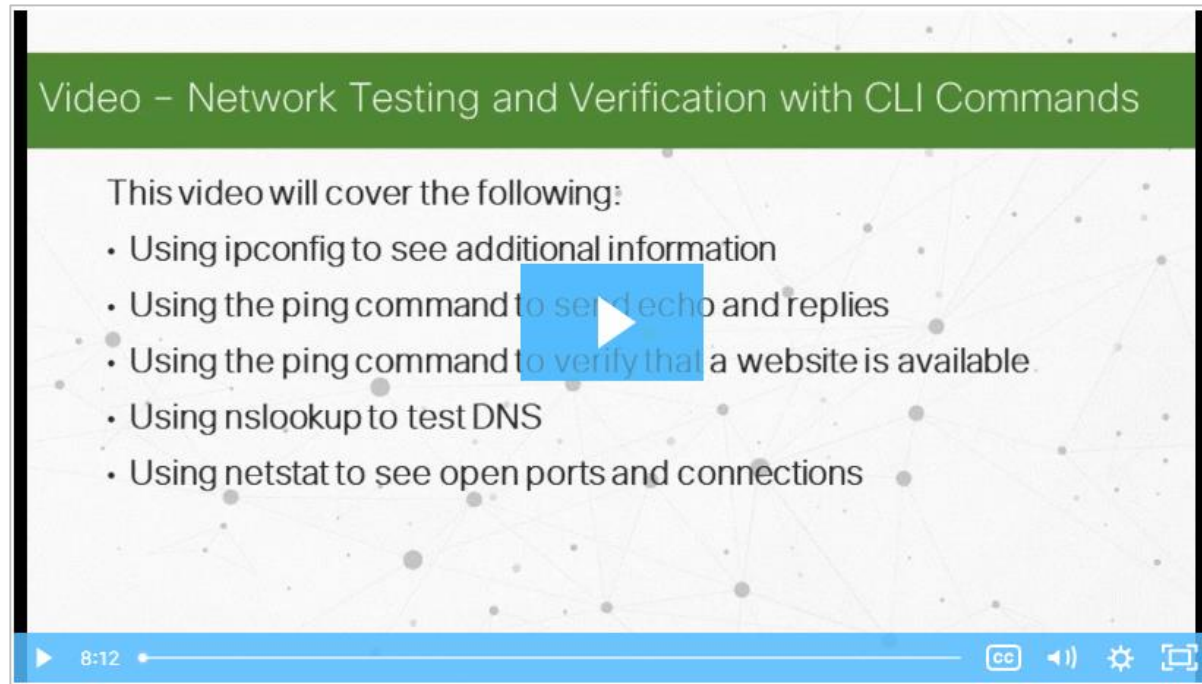 Video – Network Testing and Verification with CLI Commands
This video will cover the following:
• Using ipconfig to see additional information
• Using the ping command to send echo and replies
• Using the ping command to verify that a website is available
• Using nslookup to test DNS
• Using netstat to see open ports and connections
8:12
CC